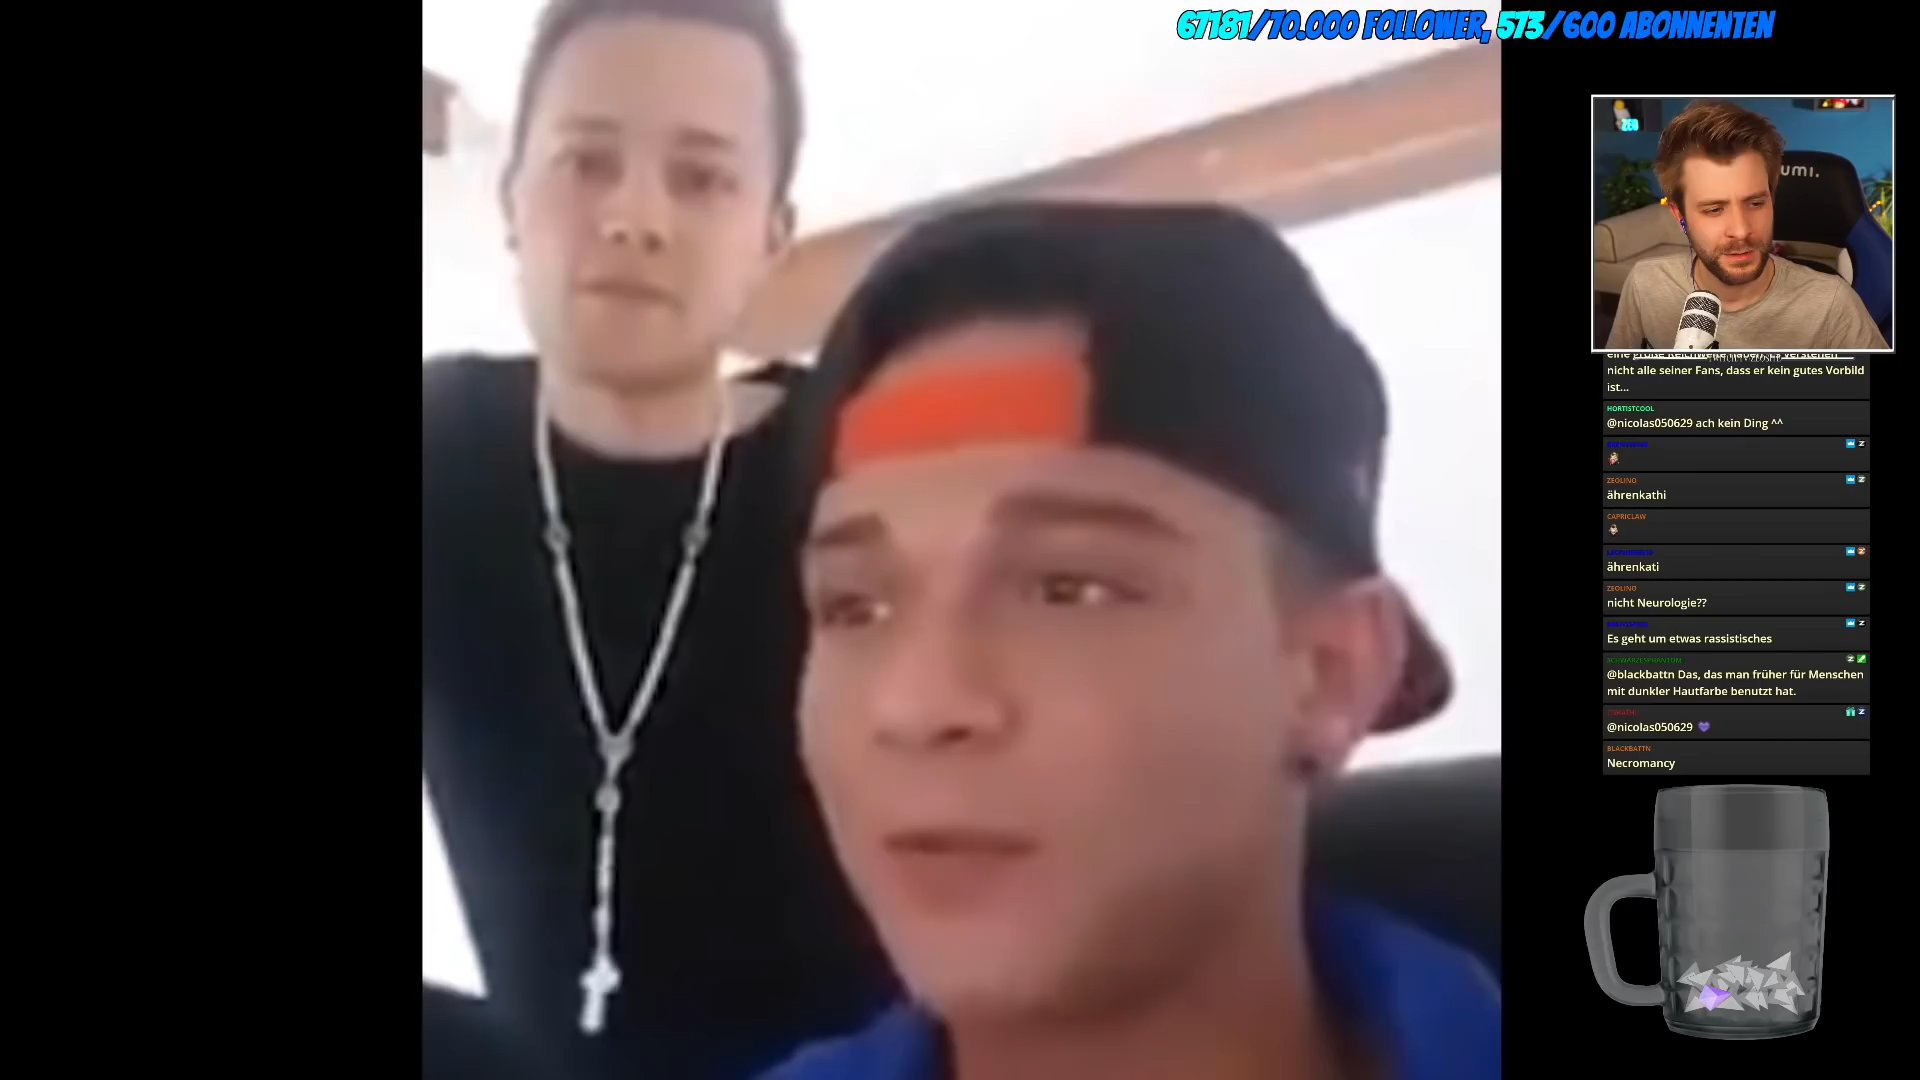 67181/70.000 FOLLOWER, 573/600 ABONNENTEN
ZEO
UMI.
nicht alle seiner Fans, dass er kein gutes Vorbild
ist...
HORTISTCOOL
@nicolas050629 ach kein Ding ^^
ZEOLINO
ährenkathi
CAPRICLAW
ährenkati
ZEOLINO
nicht Neurologie??
Es geht um etwas rassistisches
SCHWARZESPHANTOM
@blackbattn Das, das man früher für Menschen
mit dunkler Hautfarbe benutzt hat.
@nicolas050629 💜
BLACKBATTN
Necromancy